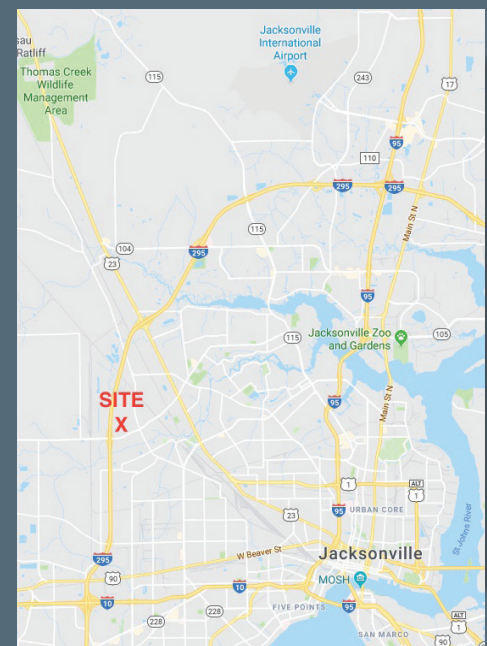 sau
Ratliff
Thomas Creek
Wildlife
Management
Area
Jacksonville
International
Airport
115
243
17
95
110
295
295
Main St N
115
104
23
295
95
115
Jacksonville Zoo
and Gardens
105
SITE
X
95
Main St N
1
ALT
1
95
URBAN CORE
23
St Johns River
W Beaver St
Jacksonville
295
90
10
10
MOSH
FIVE POINTS
95
228
228
ALT
1
SAN MARCO
90